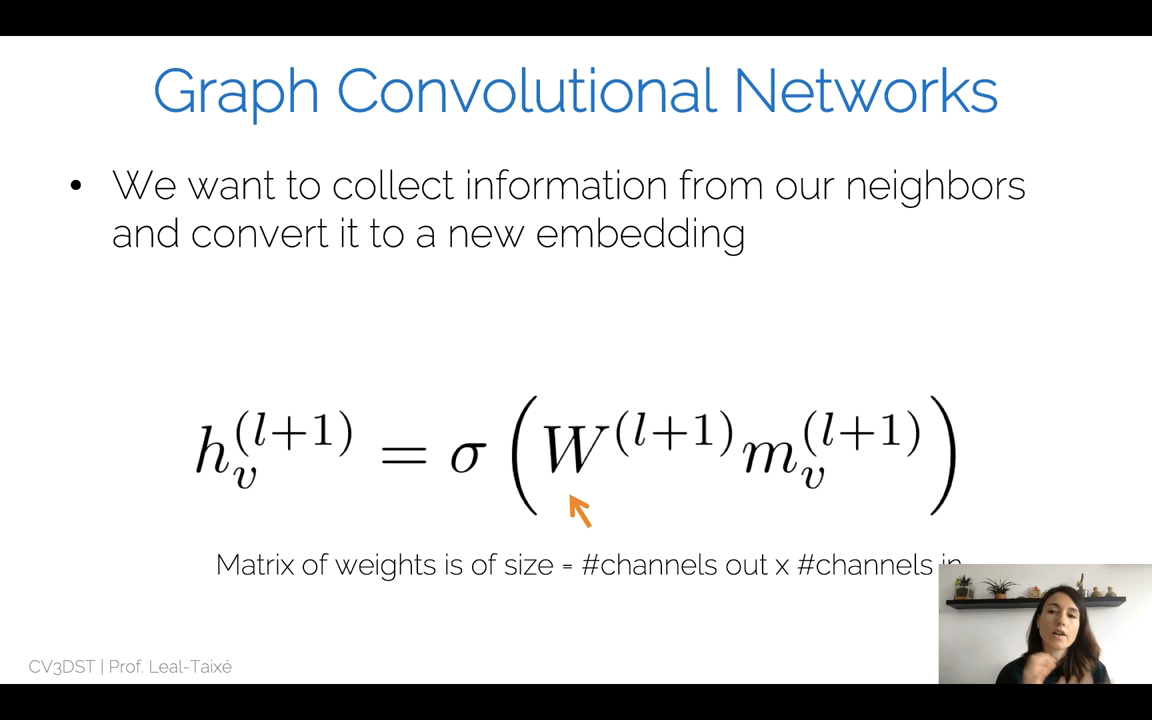 Graph Convolutional Networks
• We want to collect information from our neighbors
and convert it to a new embedding
h_v^{(l+1)} = σ ( W^{(l+1)} m_v^{(l+1)} )
Matrix of weights is of size = #channels out x #channels in
CV3DST | Prof. Leal-Taixé